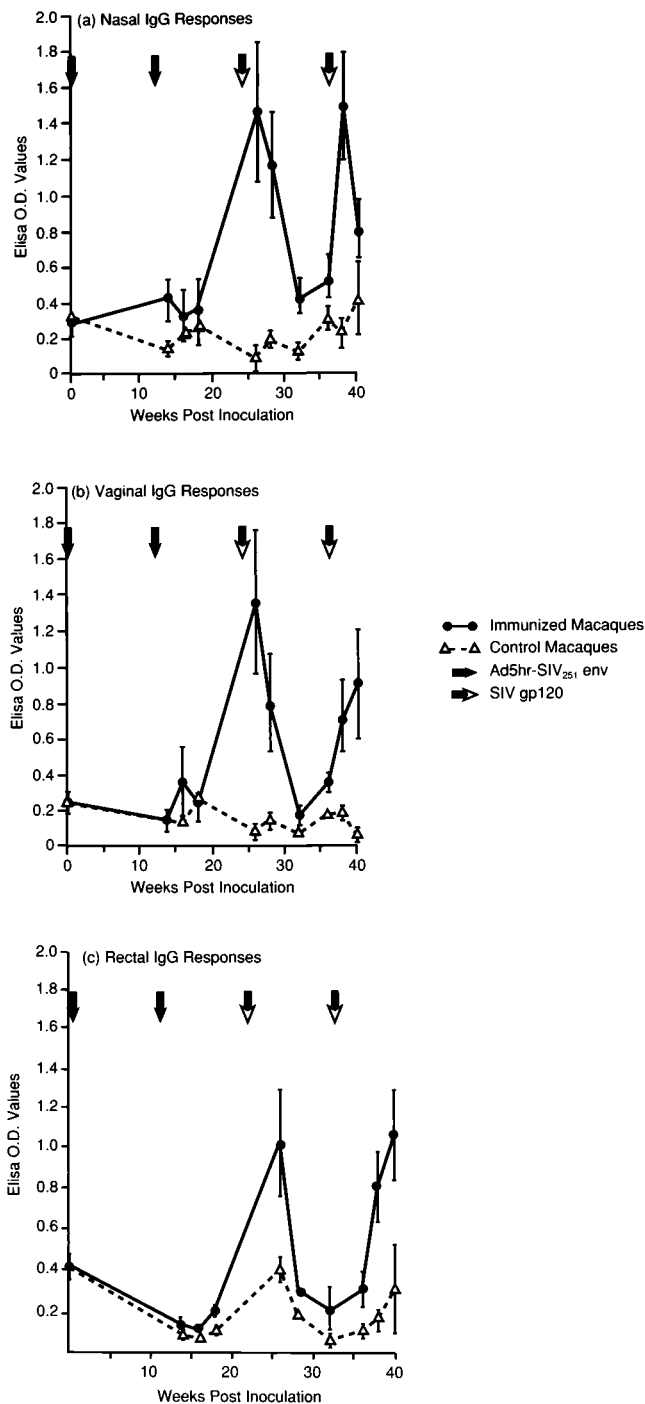 (a) Nasal IgG Responses
2.0
1.8
1.6
1.4
1.2
1.0
0.8
0.6
0.4
0.2
0
Elisa O.D. Values
0 10 20 30 40
Weeks Post Inoculation
(b) Vaginal IgG Responses
2.0
1.8
1.6
1.4
1.2
1.0
0.8
0.6
0.4
0.2
0
Elisa O.D. Values
0 10 20 30 40
Weeks Post Inoculation
Immunized Macaques
Control Macaques
Ad5hr-SIV251 env
SIV gp120
(c) Rectal IgG Responses
2.0
1.8
1.6
1.4
1.2
1.0
0.8
0.6
0.4
0.2
Elisa O.D. Values
10 20 30 40
Weeks Post Inoculation